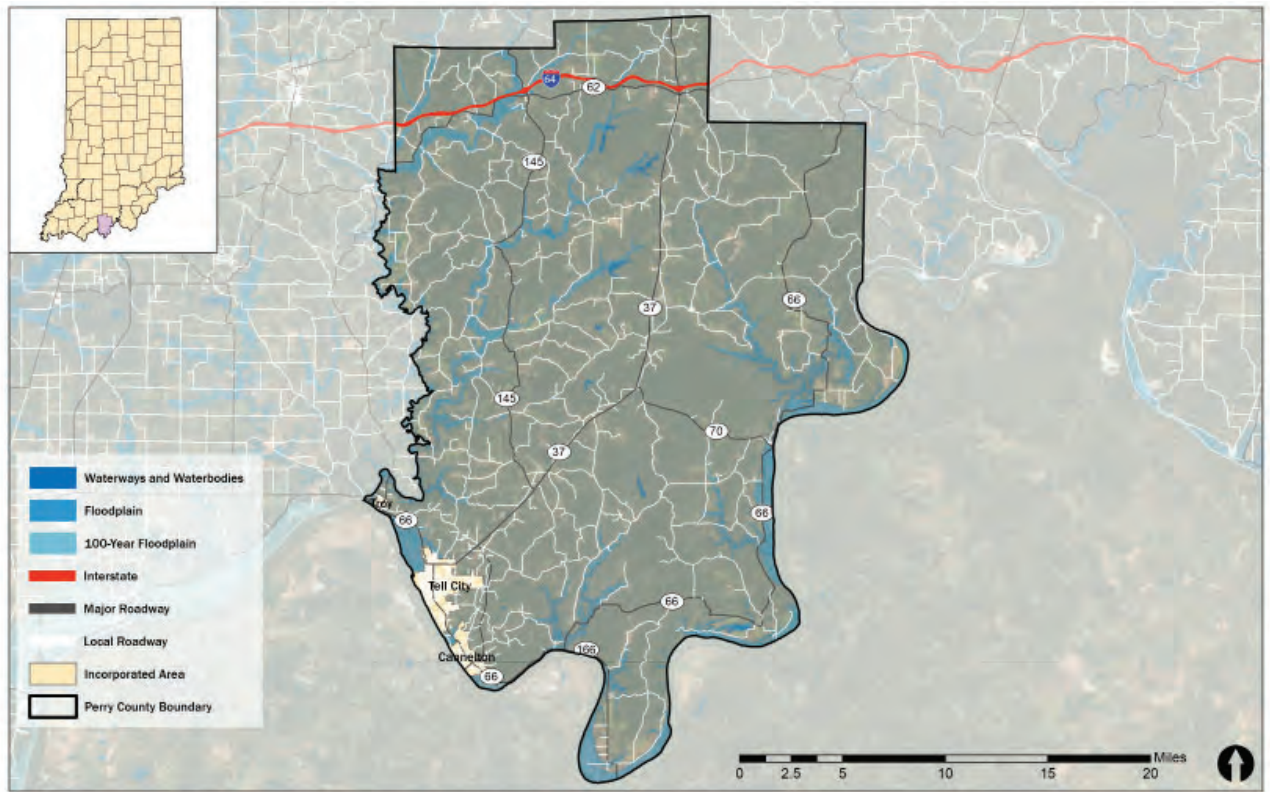 64
62
145
37
66
145
70
37
Troy
66
66
Tell City
66
166
Cannelton
66
Waterways and Waterbodies
Floodplain
100-Year Floodplain
Interstate
Major Roadway
Local Roadway
Incorporated Area
Perry County Boundary
Miles
0 2.5 5 10 15 20